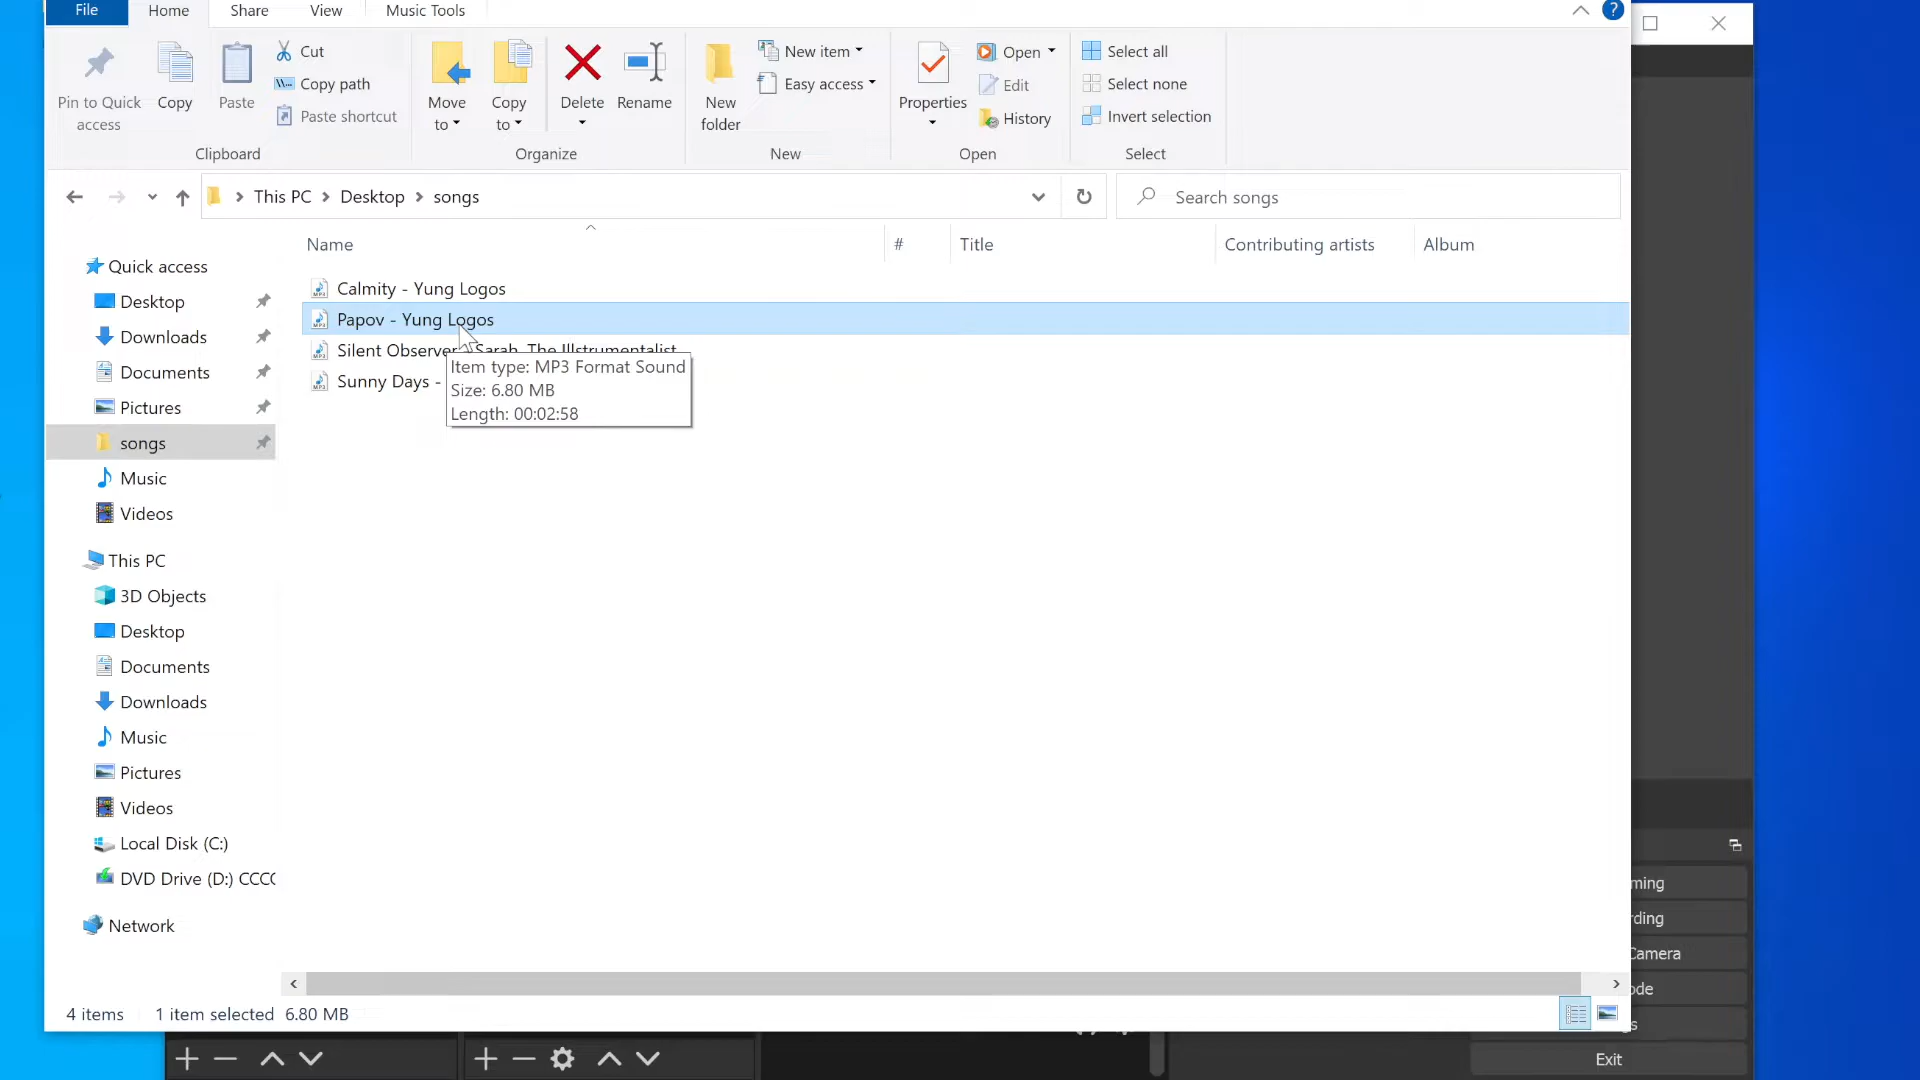 File Home Share View Music Tools
Pin to Quick access
Copy
Paste
Cut
Copy path
Paste shortcut
Clipboard
Move to
Copy to
Delete
Rename
Organize
New folder
New item
Easy access
New
Properties
Open
Edit
History
Open
Select all
Select none
Invert selection
Select
This PC Desktop songs
Search songs
Name # Title Contributing artists Album
Quick access
Desktop
Downloads
Documents
Pictures
songs
Music
Videos
This PC
3D Objects
Desktop
Documents
Downloads
Music
Pictures
Videos
Local Disk (C:)
DVD Drive (D:) CCC
Network
Calmity - Yung Logos
Papov - Yung Logos
Silent Observer Sarah, The Illstrumentalist
Sunny Days -
Item type: MP3 Format Sound
Size: 6.80 MB
Length: 00:02:58
4 items 1 item selected 6.80 MB
ming
rding
Camera
ode
s
Exit